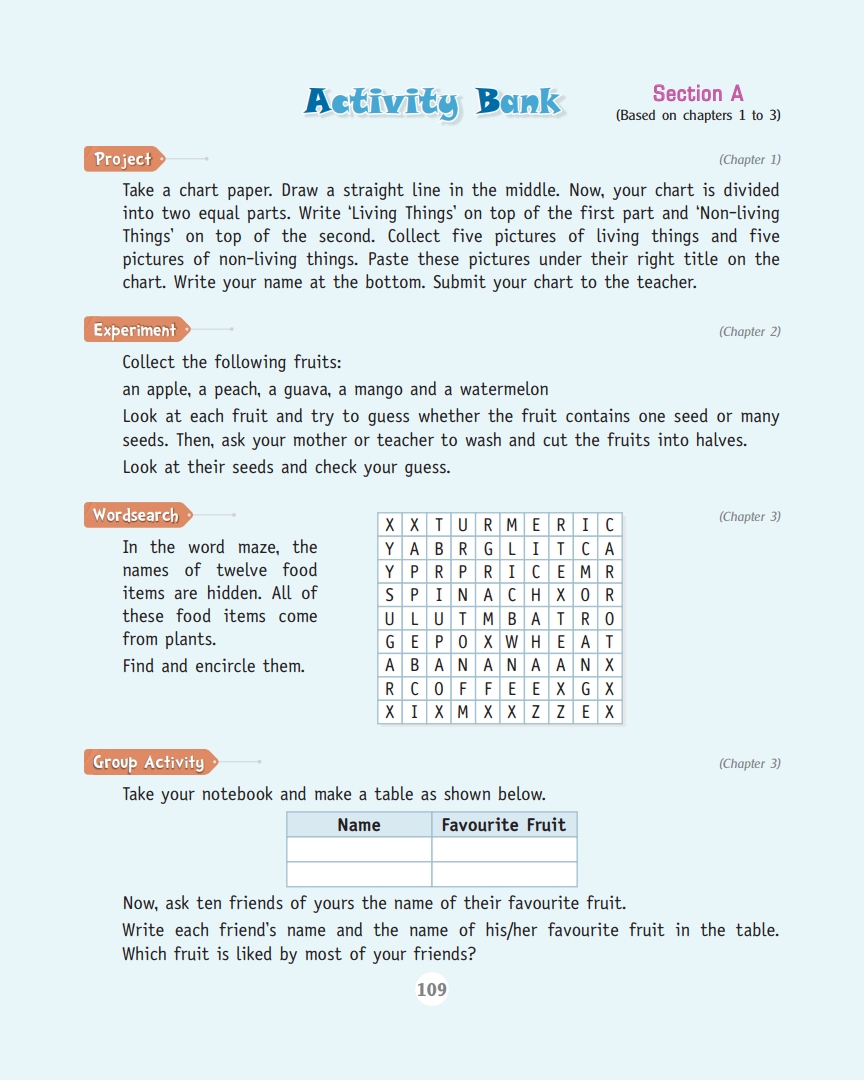 Activity Bank
Section A
(Based on chapters 1 to 3)
Project
(Chapter 1)
Take a chart paper. Draw a straight line in the middle. Now, your chart is divided
into two equal parts. Write ‘Living Things’ on top of the first part and ‘Non-living
Things’ on top of the second. Collect five pictures of living things and five
pictures of non-living things. Paste these pictures under their right title on the
chart. Write your name at the bottom. Submit your chart to the teacher.
Experiment
(Chapter 2)
Collect the following fruits:
an apple, a peach, a guava, a mango and a watermelon
Look at each fruit and try to guess whether the fruit contains one seed or many
seeds. Then, ask your mother or teacher to wash and cut the fruits into halves.
Look at their seeds and check your guess.
Wordsearch
(Chapter 3)
In the word maze, the
names of twelve food
items are hidden. All of
these food items come
from plants.
Find and encircle them.
X X T U R M E R I C
Y A B R G L I T C A
Y P R P R I C E M R
S P I N A C H X O R
U L U T M B A T R O
G E P O X W H E A T
A B A N A N A A N X
R C O F F E E X G X
X I X M X X Z Z E X
Group Activity
(Chapter 3)
Take your notebook and make a table as shown below.
Name Favourite Fruit
Now, ask ten friends of yours the name of their favourite fruit.
Write each friend’s name and the name of his/her favourite fruit in the table.
Which fruit is liked by most of your friends?
109